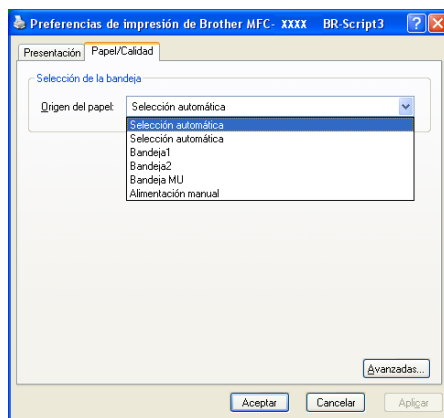 Preferencias de impresión de Brother MFC- XXXX BR-Script3
Presentación Papel/Calidad
Selección de la bandeja
Origen del papel: Selección automática
Selección automática
Selección automática
Bandeja1
Bandeja2
Bandeja MU
Alimentación manual
Avanzadas...
Aceptar Cancelar Aplicar